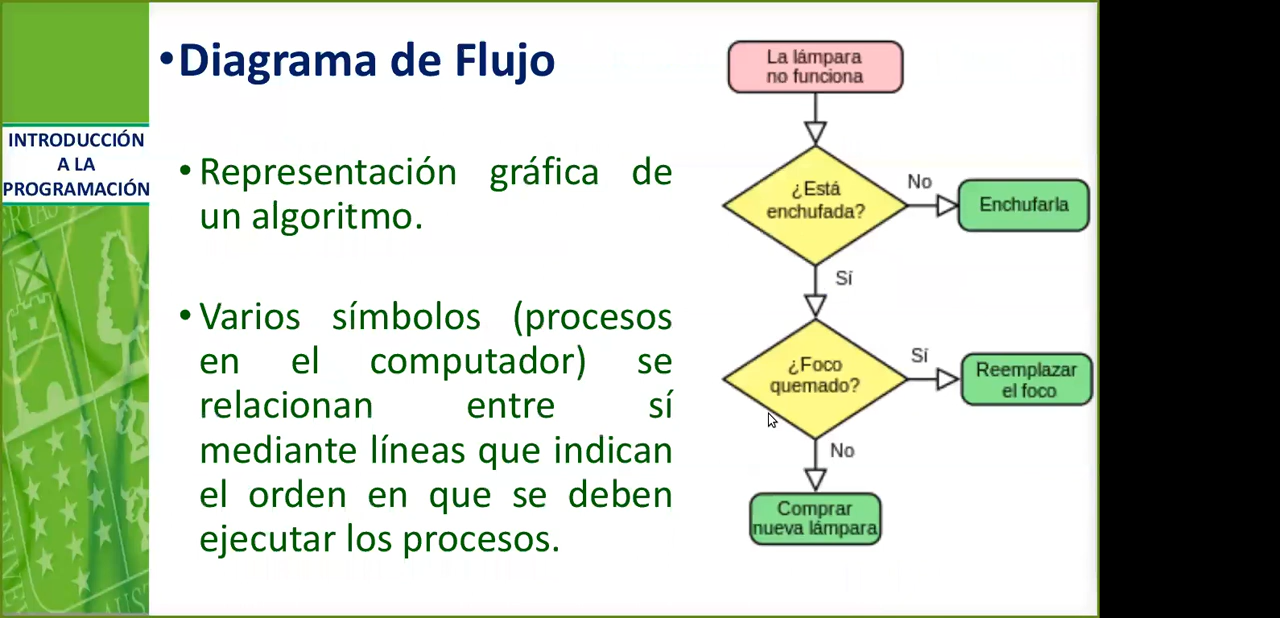 •Diagrama de Flujo
INTRODUCCIÓN
A LA
PROGRAMACIÓN
• Representación gráfica de
un algoritmo.
• Varios símbolos (procesos
en el computador) se
relacionan entre sí
mediante líneas que indican
el orden en que se deben
ejecutar los procesos.
La lámpara
no funciona
¿Está
enchufada?
No
Enchufarla
Sí
¿Foco
quemado?
Sí
Reemplazar
el foco
No
Comprar
nueva lámpara